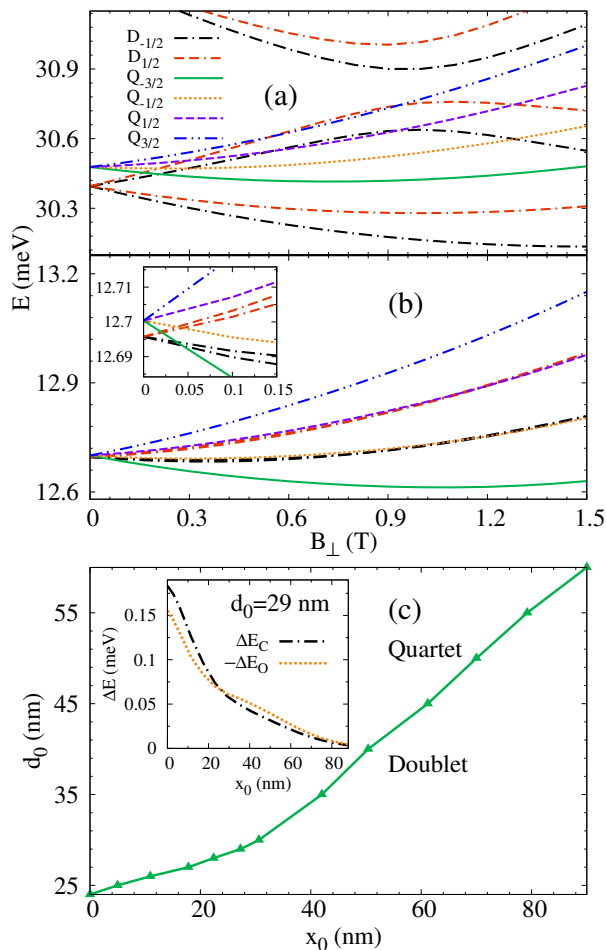 D-1/2
D1/2
Q-3/2
Q-1/2
Q1/2
Q3/2
(a)
30.9
30.6
30.3
E (meV)
13.2
12.9
12.6
(b)
12.71
12.7
12.69
0 0.05 0.1 0.15
0 0.3 0.6 0.9 1.2 1.5
B⊥ (T)
(c)
d0=29 nm
ΔEC
−ΔEO
ΔE (meV)
0.15
0.1
0.05
0
0 20 40 60 80
x0 (nm)
Quartet
Doublet
d0 (nm)
55
45
35
25
0 20 40 60 80
x0 (nm)